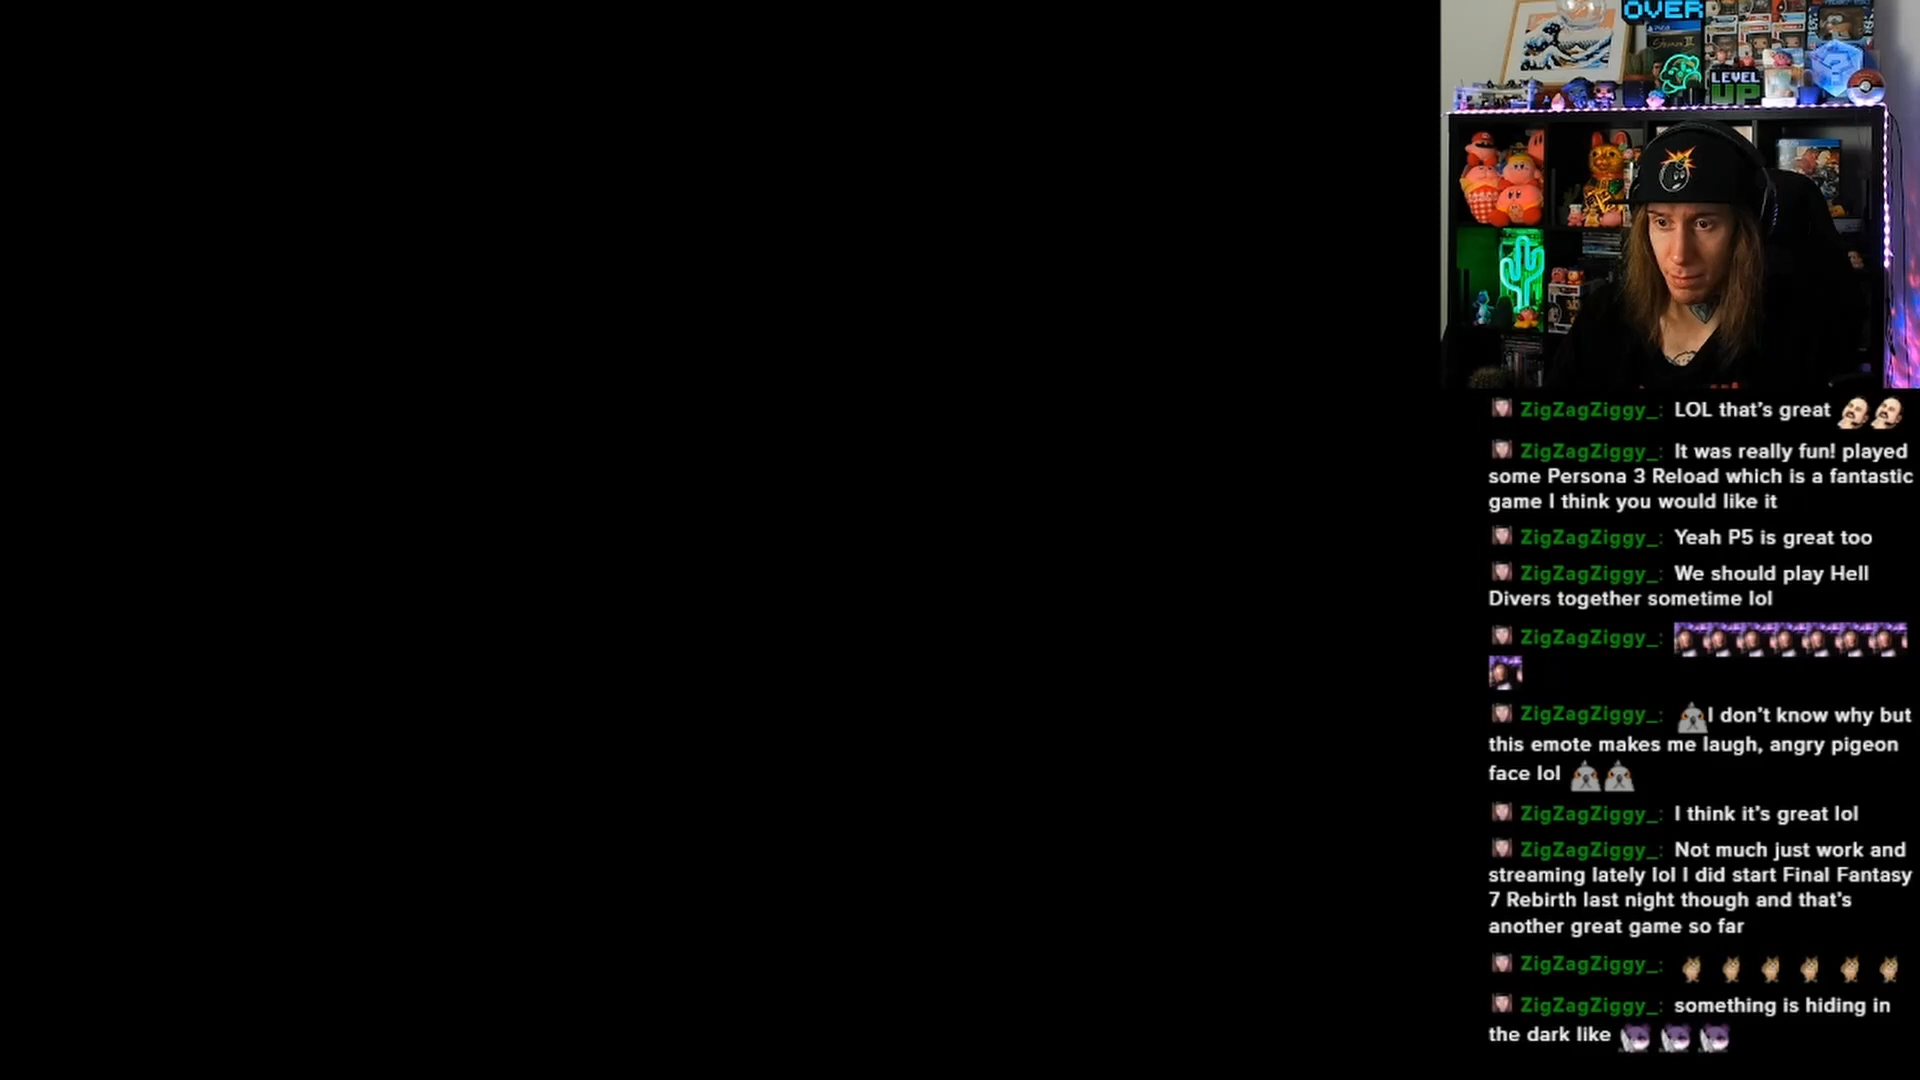 OVER
LEVEL
UP
ZigZagZiggy_: LOL that's great
ZigZagZiggy_: It was really fun! played
some Persona 3 Reload which is a fantastic
game I think you would like it
ZigZagZiggy_: Yeah P5 is great too
ZigZagZiggy_: We should play Hell
Divers together sometime lol
ZigZagZiggy_:
ZigZagZiggy_: I don't know why but
this emote makes me laugh, angry pigeon
face lol
ZigZagZiggy_: I think it's great lol
ZigZagZiggy_: Not much just work and
streaming lately lol I did start Final Fantasy
7 Rebirth last night though and that's
another great game so far
ZigZagZiggy_:
ZigZagZiggy_: something is hiding in
the dark like